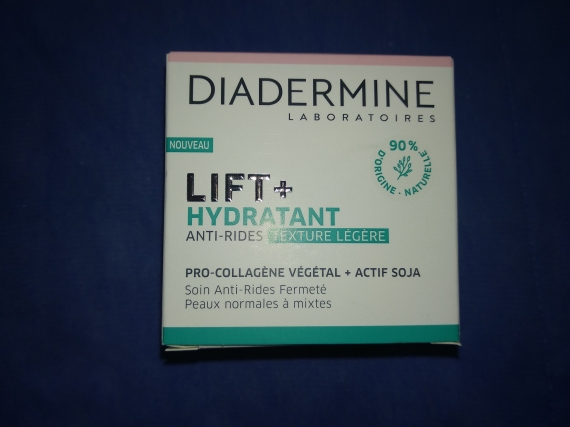 DIADERMINE
LABORATOIRES
NOUVEAU
90%
D'ORIGINE · NATURELLE
LIFT+
HYDRATANT
ANTI-RIDES TEXTURE LÉGÈRE
PRO-COLLAGÈNE VÉGÉTAL + ACTIF SOJA
Soin Anti-Rides Fermeté
Peaux normales à mixtes